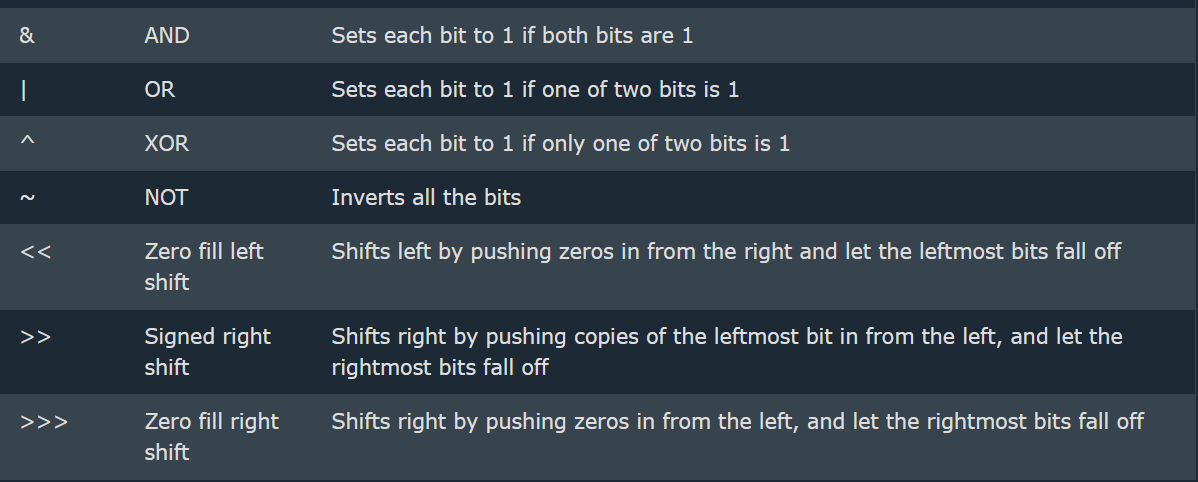 & AND Sets each bit to 1 if both bits are 1
| OR Sets each bit to 1 if one of two bits is 1
^ XOR Sets each bit to 1 if only one of two bits is 1
~ NOT Inverts all the bits
<< Zero fill left shift Shifts left by pushing zeros in from the right and let the leftmost bits fall off
>> Signed right shift Shifts right by pushing copies of the leftmost bit in from the left, and let the rightmost bits fall off
>>> Zero fill right shift Shifts right by pushing zeros in from the left, and let the rightmost bits fall off